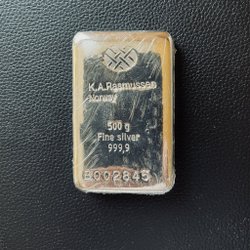 K.A.Rasmussen
Norway
500 g
Fine silver
999,9
B002845